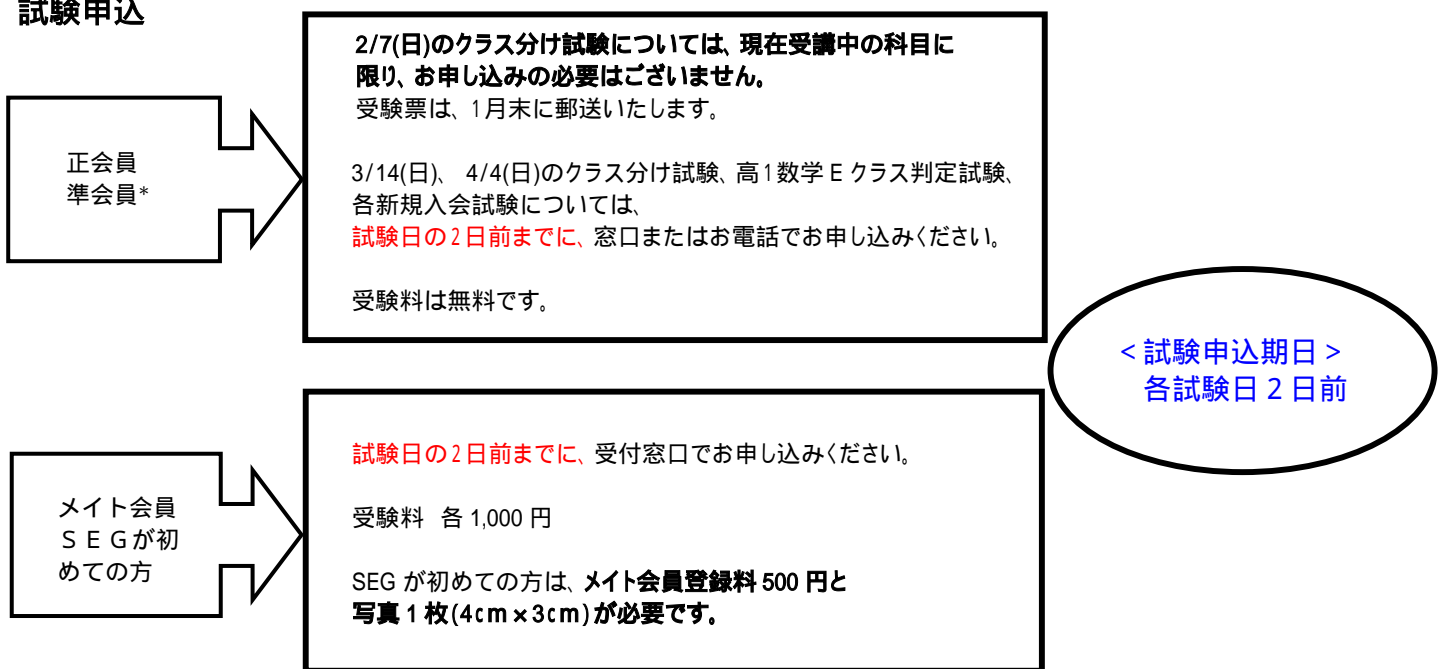 試験申込
正会員
準会員*
2/7(日)のクラス分け試験については、現在受講中の科目に
限り、お申し込みの必要はございません。
受験票は、1月末に郵送いたします。
3/14(日)、 4/4(日)のクラス分け試験、高1数学Eクラス判定試験、
各新規入会試験については、
試験日の2日前までに、窓口またはお電話でお申し込みください。
受験料は無料です。
<試験申込期日>
各試験日2日前
メイト会員
SEGが初
めての方
試験日の2日前までに、受付窓口でお申し込みください。
受験料 各 1,000 円
SEG が初めての方は、メイト会員登録料 500 円と
写真 1 枚(4cm×3cm)が必要です。